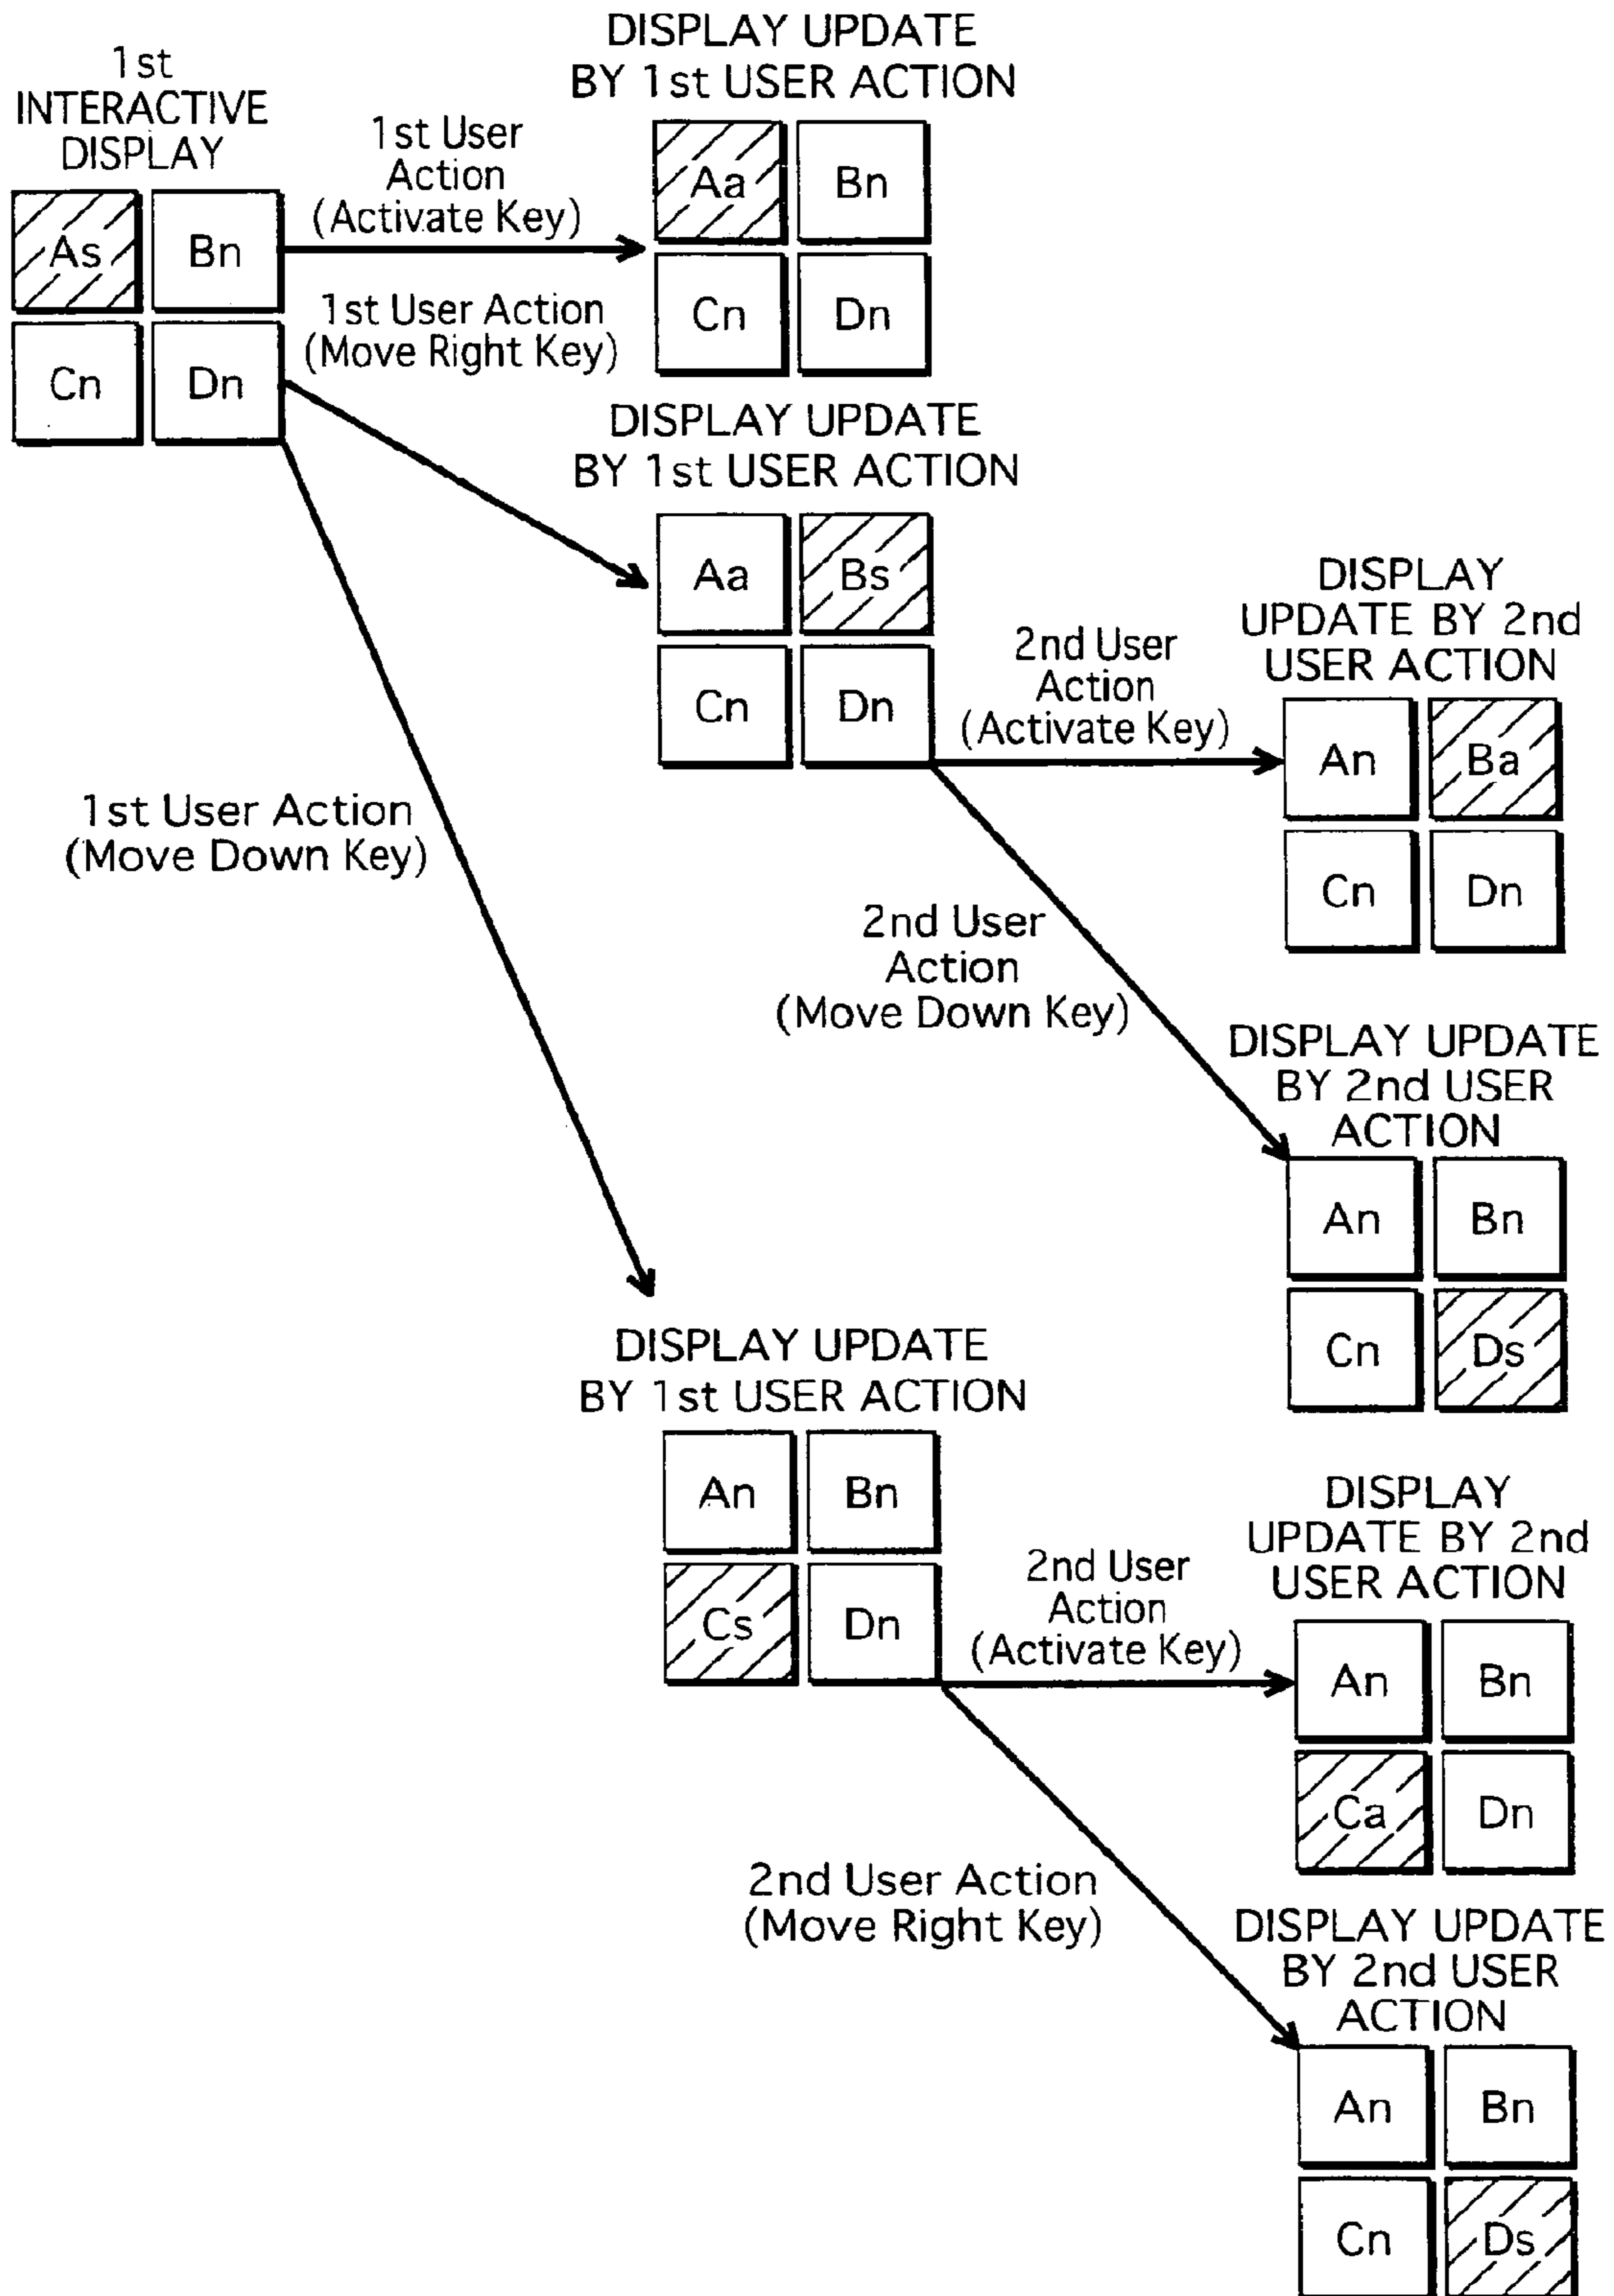 1st
INTERACTIVE
DISPLAY
As
Bn
Cn
Dn
1st User
Action
(Activate Key)
DISPLAY UPDATE
BY 1st USER ACTION
Aa
Bn
Cn
Dn
1st User Action
(Move Right Key)
DISPLAY UPDATE
BY 1st USER ACTION
Aa
Bs
Cn
Dn
2nd User
Action
(Activate Key)
DISPLAY
UPDATE BY 2nd
USER ACTION
An
Ba
Cn
Dn
2nd User
Action
(Move Down Key)
DISPLAY UPDATE
BY 2nd USER
ACTION
An
Bn
Cn
Ds
1st User Action
(Move Down Key)
DISPLAY UPDATE
BY 1st USER ACTION
An
Bn
Cs
Dn
2nd User
Action
(Activate Key)
DISPLAY
UPDATE BY 2nd
USER ACTION
An
Bn
Ca
Dn
2nd User Action
(Move Right Key)
DISPLAY UPDATE
BY 2nd USER
ACTION
An
Bn
Cn
Ds